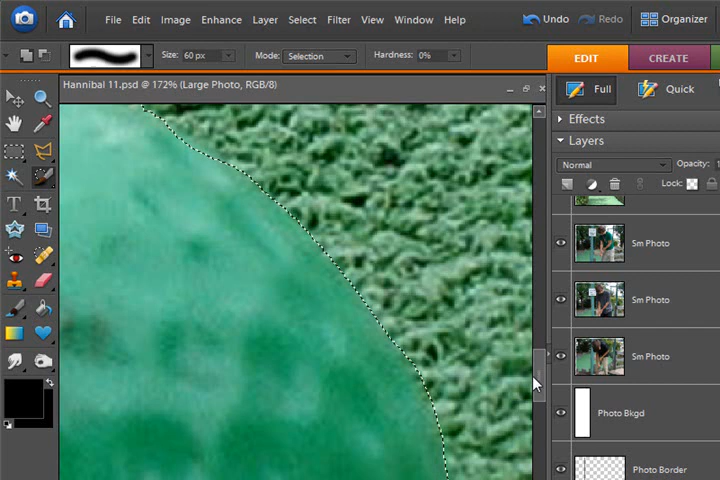 File Edit Image Enhance Layer Select Filter View Window Help
Undo Redo Organizer
Size: 60 px Mode: Selection Hardness: 0%
EDIT CREATE
Hannibal 11.psd @ 172% (Large Photo, RGB/8)
Full Quick
Effects
Layers
Normal Opacity: 1
Lock:
Sm Photo
Sm Photo
Sm Photo
Photo Bkgd
Photo Border